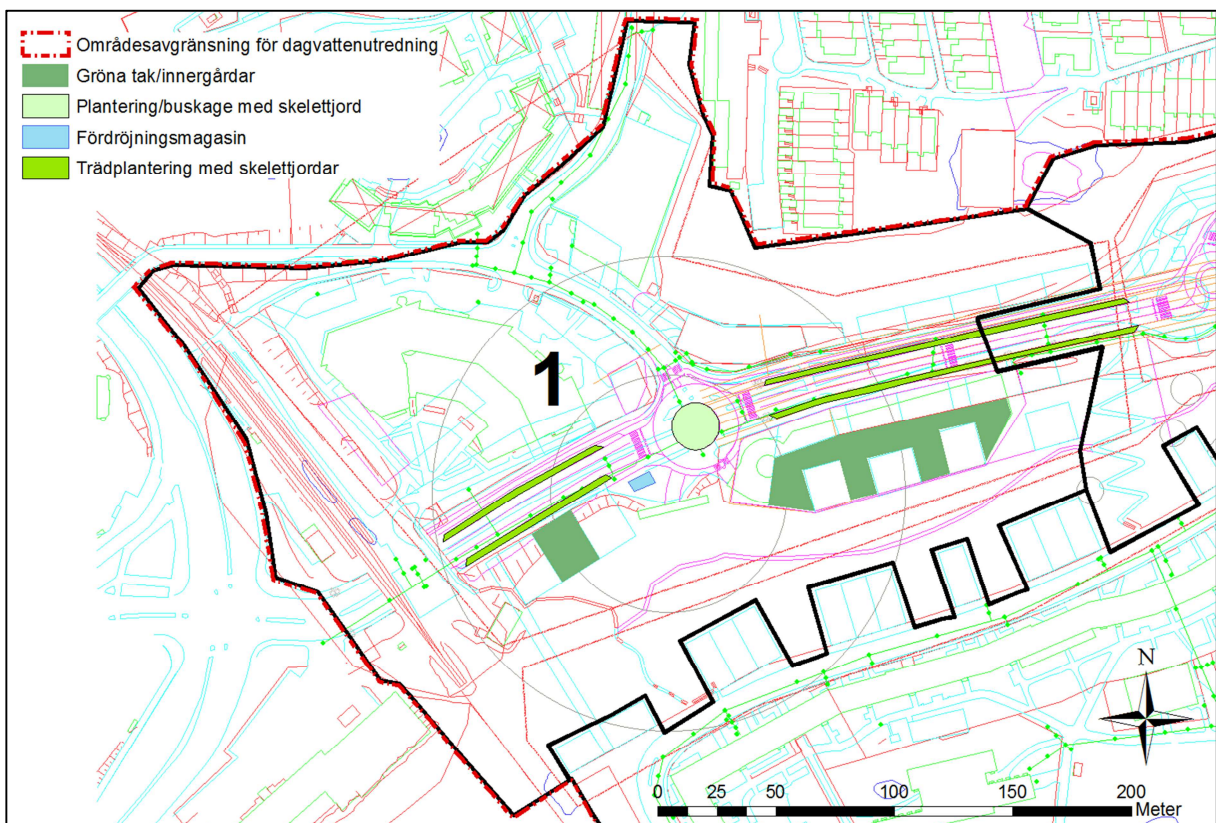 Områdesavgränsning för dagvattenutredning
Gröna tak/innergårdar
Plantering/buskage med skelettjord
Fördröjningsmagasin
Trädplantering med skelettjordar
1
N
0 25 50 100 150 200
Meter